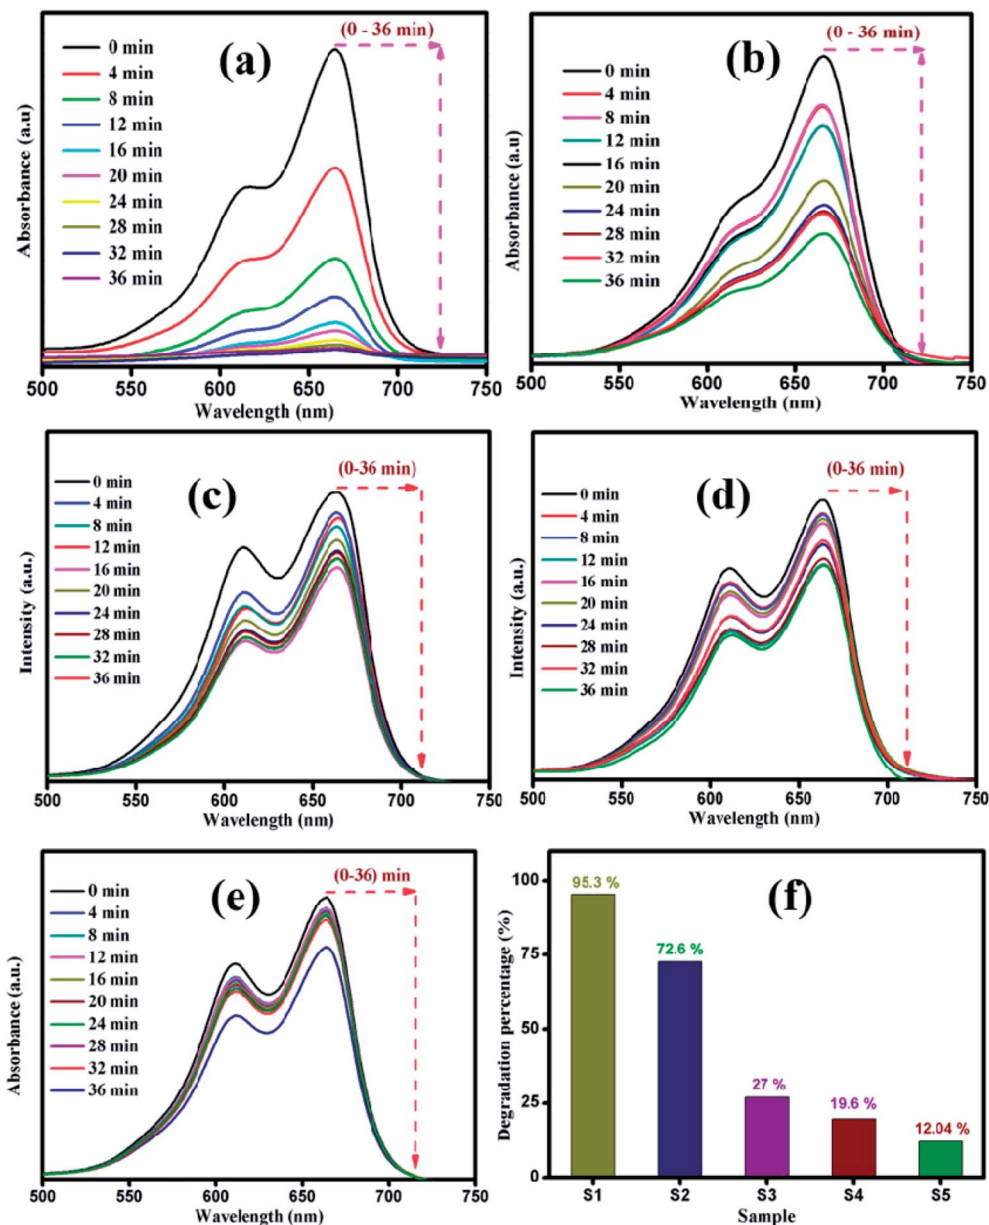 (a)
(0 - 36 min)
0 min
4 min
8 min
12 min
16 min
20 min
24 min
28 min
32 min
36 min
Absorbance (a.u)
500 550 600 650 700 750
Wavelength (nm)
(b)
(0 - 36 min)
0 min
4 min
8 min
12 min
16 min
20 min
24 min
28 min
32 min
36 min
Absorbance (a.u)
500 550 600 650 700 750
Wavelength (nm)
(c)
(0-36 min)
0 min
4 min
8 min
12 min
16 min
20 min
24 min
28 min
32 min
36 min
Intensity (a.u.)
500 550 600 650 700 750
Wavelength (nm)
(d)
(0-36 min)
0 min
4 min
8 min
12 min
16 min
20 min
24 min
28 min
32 min
36 min
Intensity (a.u.)
500 550 600 650 700 750
Wavelength (nm)
(e)
(0-36) min
0 min
4 min
8 min
12 min
16 min
20 min
24 min
28 min
32 min
36 min
Absorbance (a.u.)
500 550 600 650 700 750
Wavelength (nm)
(f)
Degradation percentage (%)
100
75
50
25
0
95.3 %
72.6 %
27 %
19.6 %
12.04 %
S1 S2 S3 S4 S5
Sample